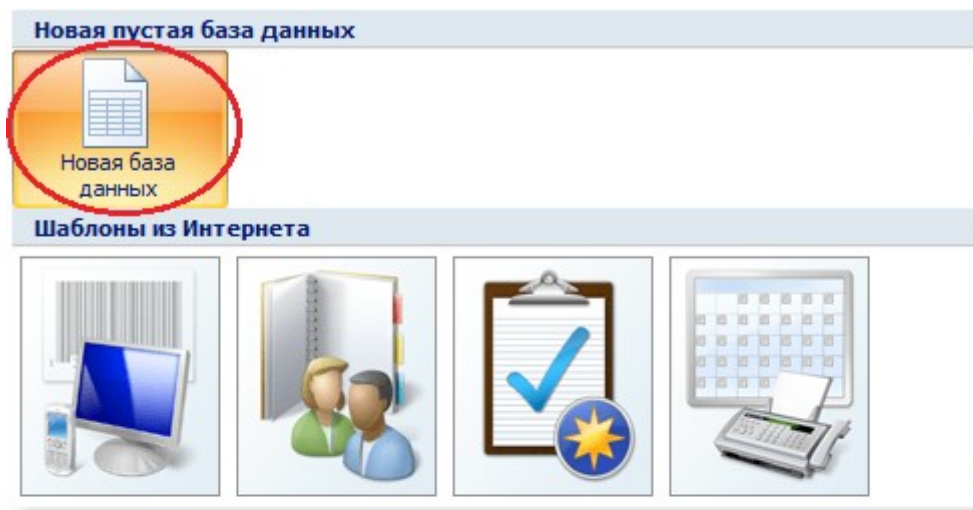 Новая пустая база данных
Новая база
данных
Шаблоны из Интернета